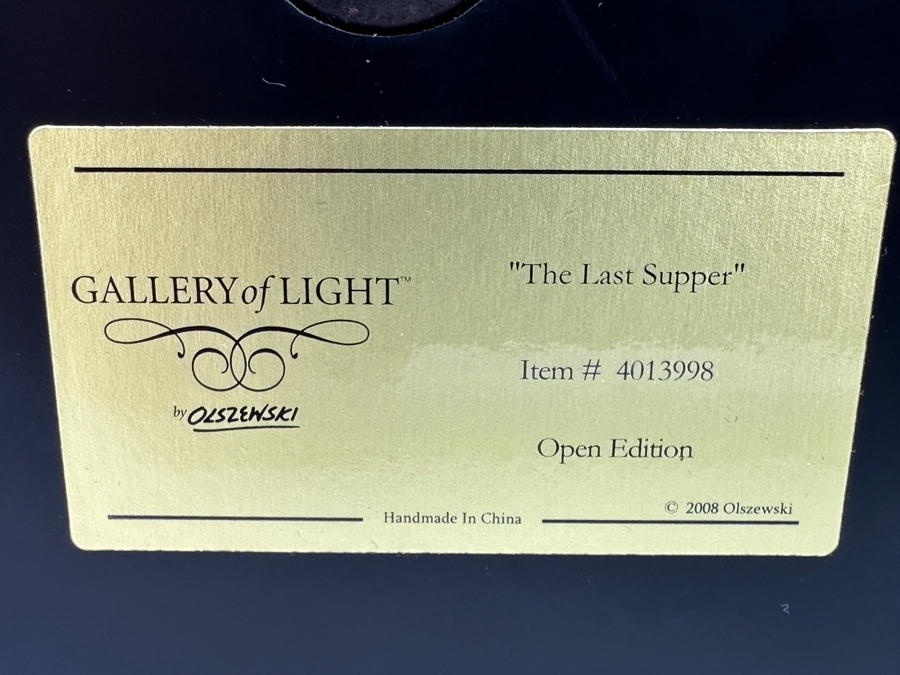 GALLERY of LIGHT™
by OLSZEWSKI
"The Last Supper"
Item # 4013998
Open Edition
© 2008 Olszewski
Handmade In China